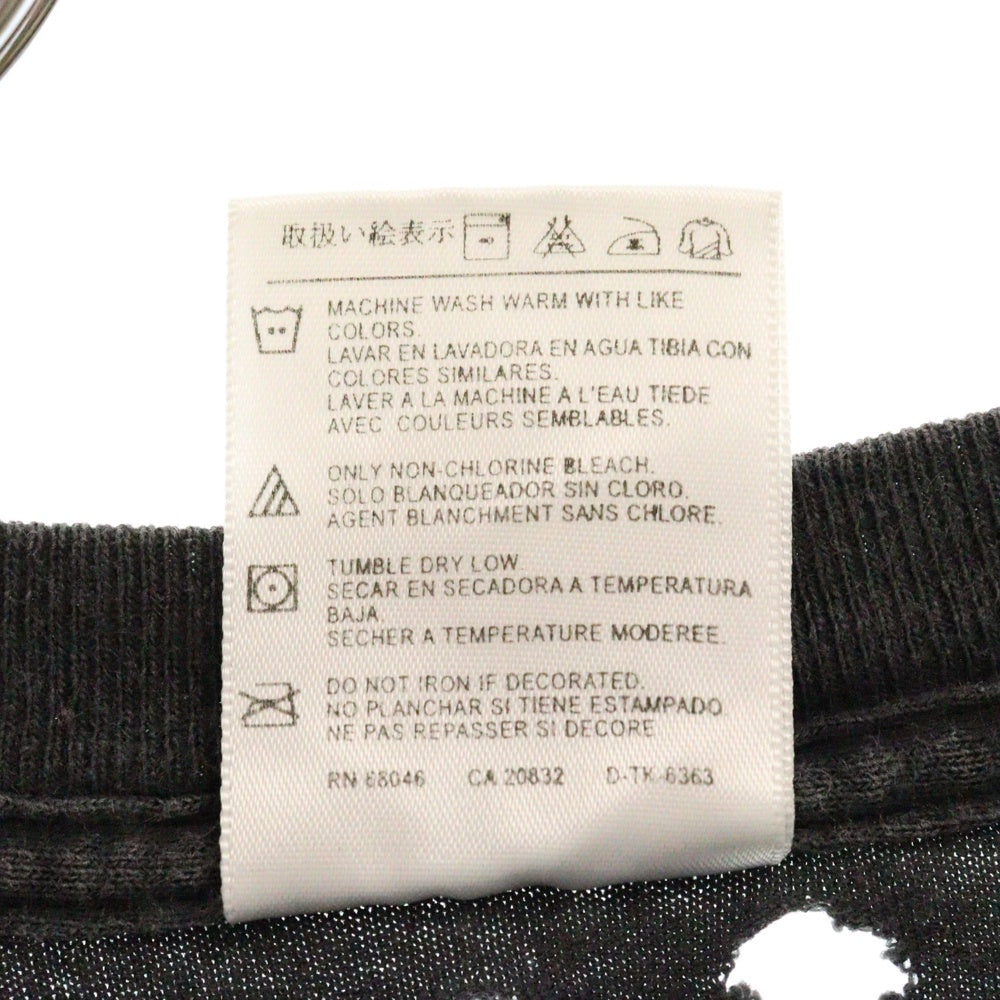 取扱い絵表示
MACHINE WASH WARM WITH LIKE
COLORS.
LAVAR EN LAVADORA EN AGUA TIBIA CON
COLORES SIMILARES.
LAVER A LA MACHINE A L'EAU TIEDE
AVEC COULEURS SEMBLABLES.
ONLY NON-CHLORINE BLEACH.
SOLO BLANQUEADOR SIN CLORO.
AGENT BLANCHMENT SANS CHLORE.
TUMBLE DRY LOW.
SECAR EN SECADORA A TEMPERATURA
BAJA.
SECHER A TEMPERATURE MODEREE.
DO NOT IRON IF DECORATED.
NO PLANCHAR SI TIENE ESTAMPADO
NE PAS REPASSER SI DECORE
RN 68046 CA 20832 D-TK-6363